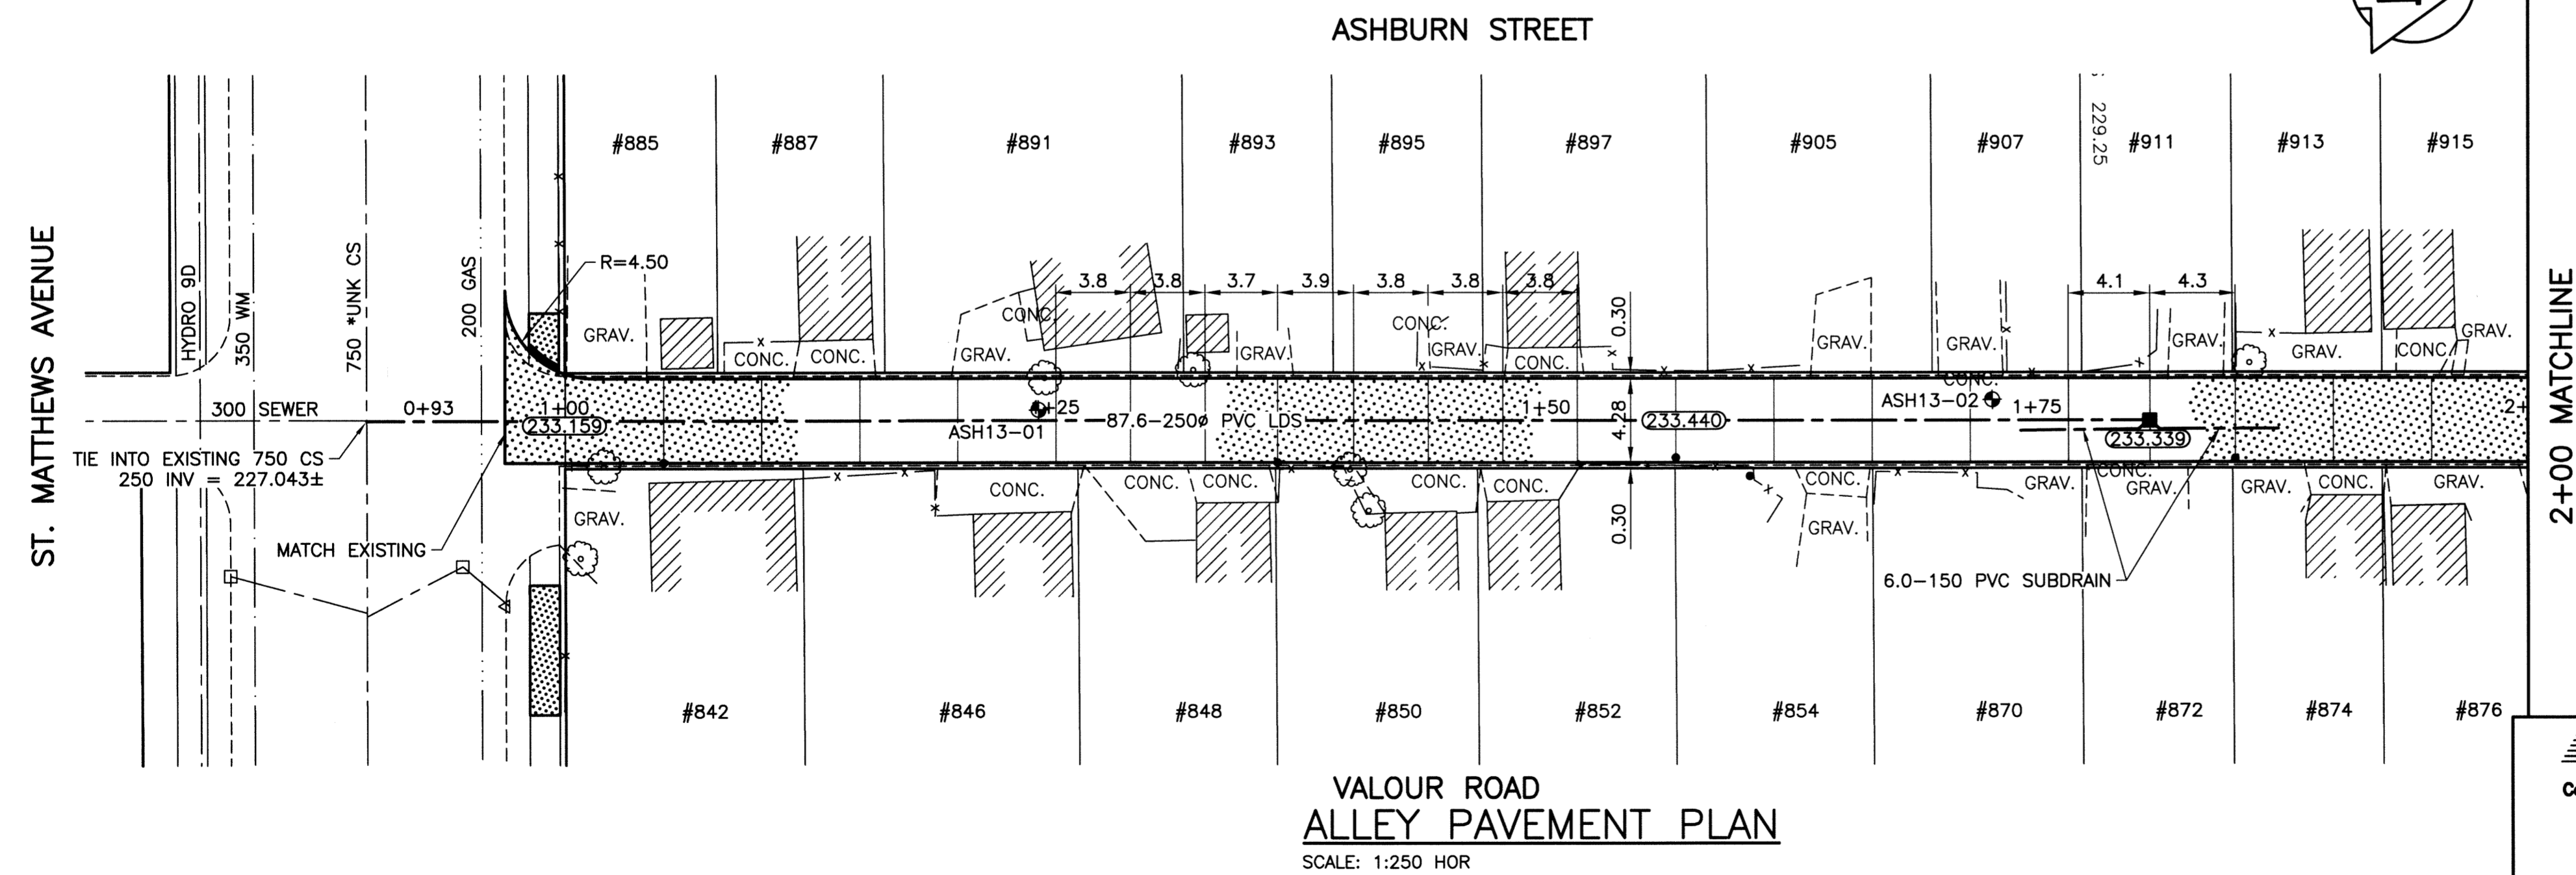 ASHBURN STREET
ST. MATTHEWS AVENUE
HYDRO 9D
350 WM
750 *UNK CS
200 GAS
#885
#887
#891
#893
#895
#897
#905
#907
229.25
#911
#913
#915
R=4.50
3.8
3.8
3.7
3.9
3.8
3.8
3.8
0.30
4.1
4.3
GRAV.
CONC.
CONC.
GRAV.
CONC.
GRAV.
CONC.
GRAV.
CONC.
GRAV.
GRAV.
GRAV.
GRAV.
CONC.
GRAV.
CONC.
300 SEWER
0+93
1+00
233.159
+25
ASH13-01
87.6-250ø PVC LDS
1+50
4.28
233.440
ASH13-02
1+75
233.339
2+
2+00 MATCHLINE
TIE INTO EXISTING 750 CS
250 INV = 227.043±
MATCH EXISTING
GRAV.
CONC.
CONC.
CONC.
CONC.
CONC.
0.30
CONC.
GRAV.
GRAV.
CONC.
GRAV.
GRAV.
CONC.
GRAV.
6.0-150 PVC SUBDRAIN
#842
#846
#848
#850
#852
#854
#870
#872
#874
#876
VALOUR ROAD
ALLEY PAVEMENT PLAN
SCALE: 1:250 HOR